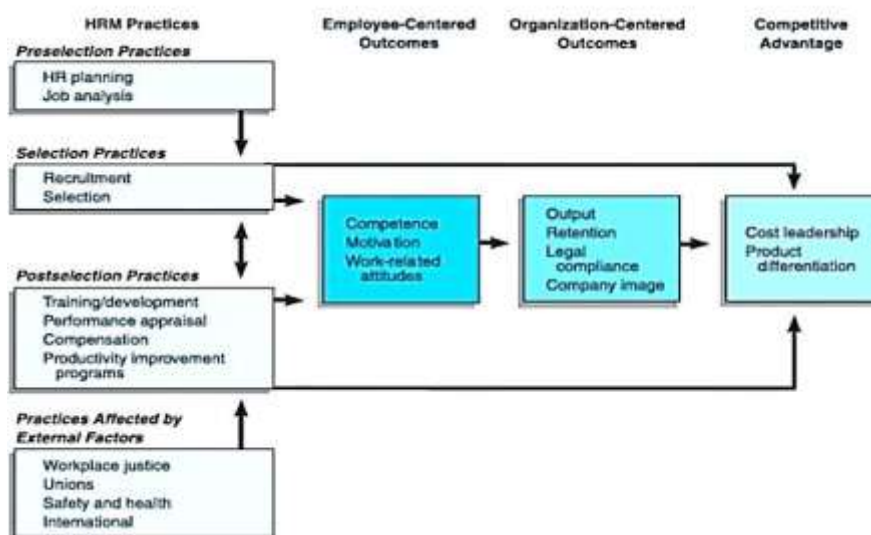 HRM Practices
Employee-Centered
Outcomes
Organization-Centered
Outcomes
Competitive
Advantage
Preselection Practices
HR planning
Job analysis
Selection Practices
Recruitment
Selection
Competence
Motivation
Work-related
attitudes
Output
Retention
Legal
compliance
Company image
Cost leadership
Product
differentiation
Postselection Practices
Training/development
Performance appraisal
Compensation
Productivity improvement
programs
Practices Affected by
External Factors
Workplace justice
Unions
Safety and health
International